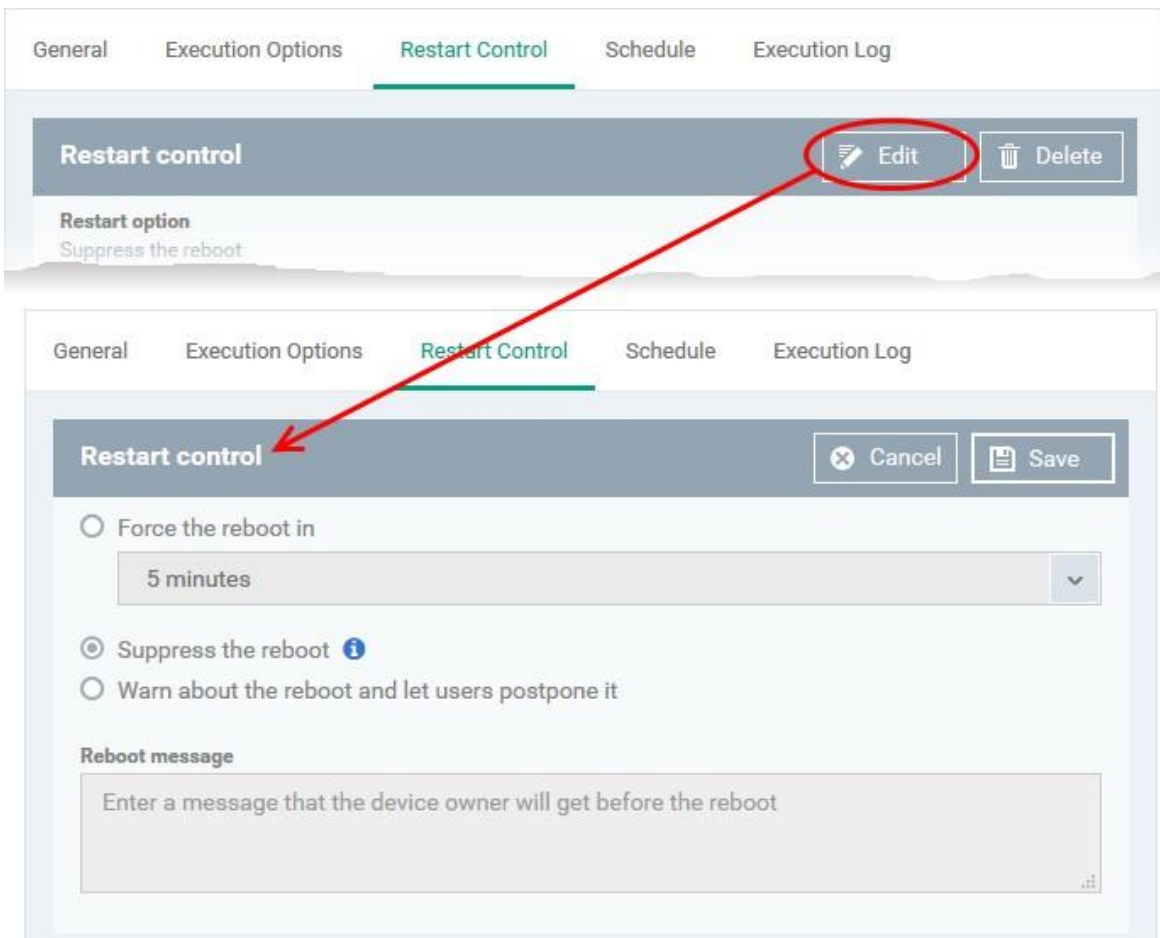 General Execution Options Restart Control Schedule Execution Log
Restart control Edit Delete
Restart option
Suppress the reboot
General Execution Options Restart Control Schedule Execution Log
Restart control Cancel Save
Force the reboot in
5 minutes
Suppress the reboot
Warn about the reboot and let users postpone it
Reboot message
Enter a message that the device owner will get before the reboot